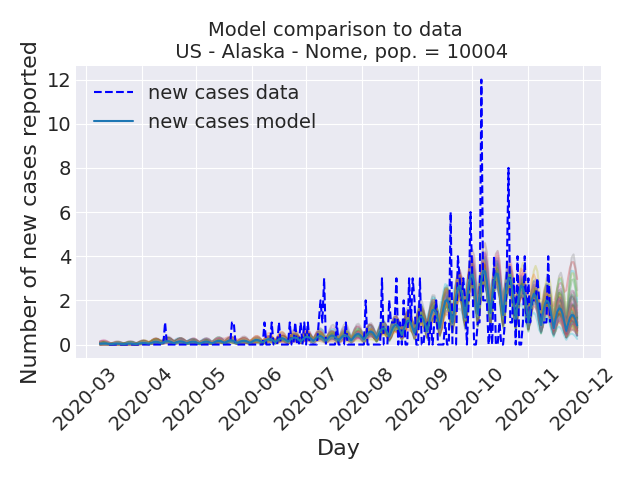 Model comparison to data
US - Alaska - Nome, pop. = 10004
new cases data
new cases model
Number of new cases reported
12
10
8
6
4
2
0
2020-03
2020-04
2020-05
2020-06
2020-07
2020-08
2020-09
2020-10
2020-11
2020-12
Day